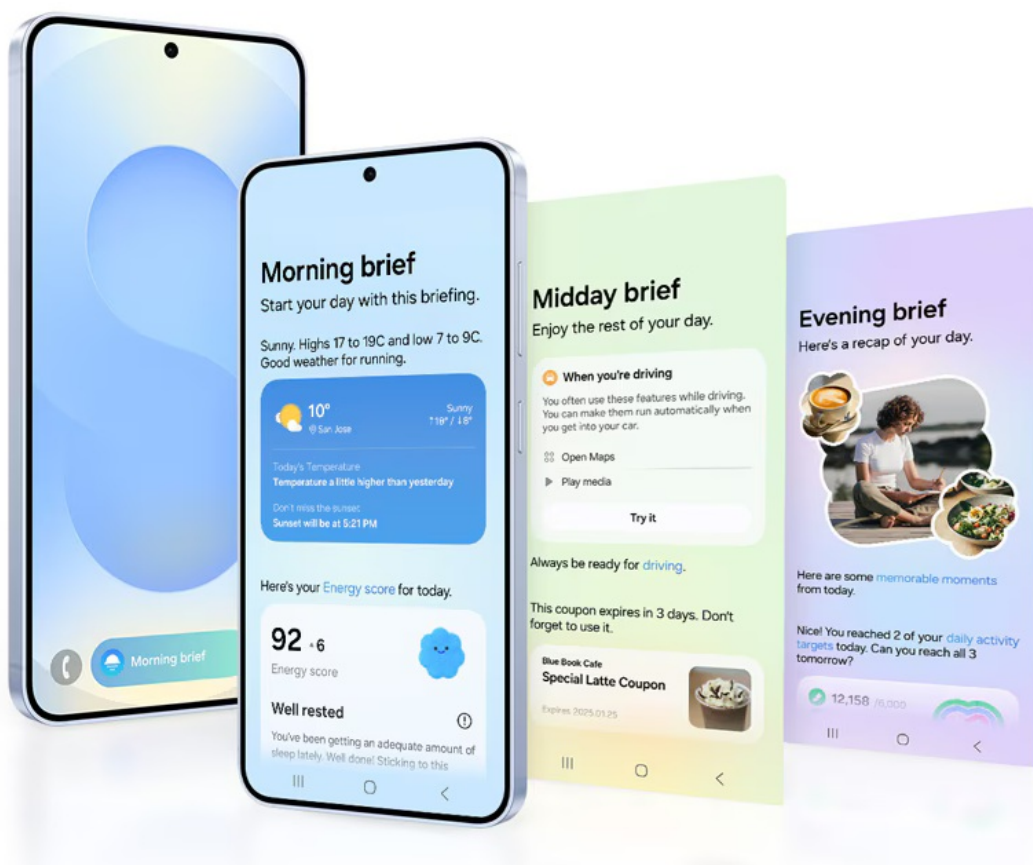 Morning brief
Morning brief
Start your day with this briefing.
Sunny. Highs 17 to 19C and low 7 to 9C.
Good weather for running.
10°
San Jose
Sunny
↑18° / ↓8°
Today's Temperature
Temperature a little higher than yesterday
Don't miss the sunset
Sunset will be at 5:21 PM
Here's your Energy score for today.
92 ▲6
Energy score
Well rested
You've been getting an adequate amount of
sleep lately. Well done! Sticking to this
Midday brief
Enjoy the rest of your day.
When you're driving
You often use these features while driving.
You can make them run automatically when
you get into your car.
Open Maps
Play media
Try it
Always be ready for driving.
This coupon expires in 3 days. Don't
forget to use it.
Blue Book Cafe
Special Latte Coupon
Expires 2025.01.25
Evening brief
Here's a recap of your day.
Here are some memorable moments
from today.
Nice! You reached 2 of your daily activity
targets today. Can you reach all 3
tomorrow?
12,158 /6,000